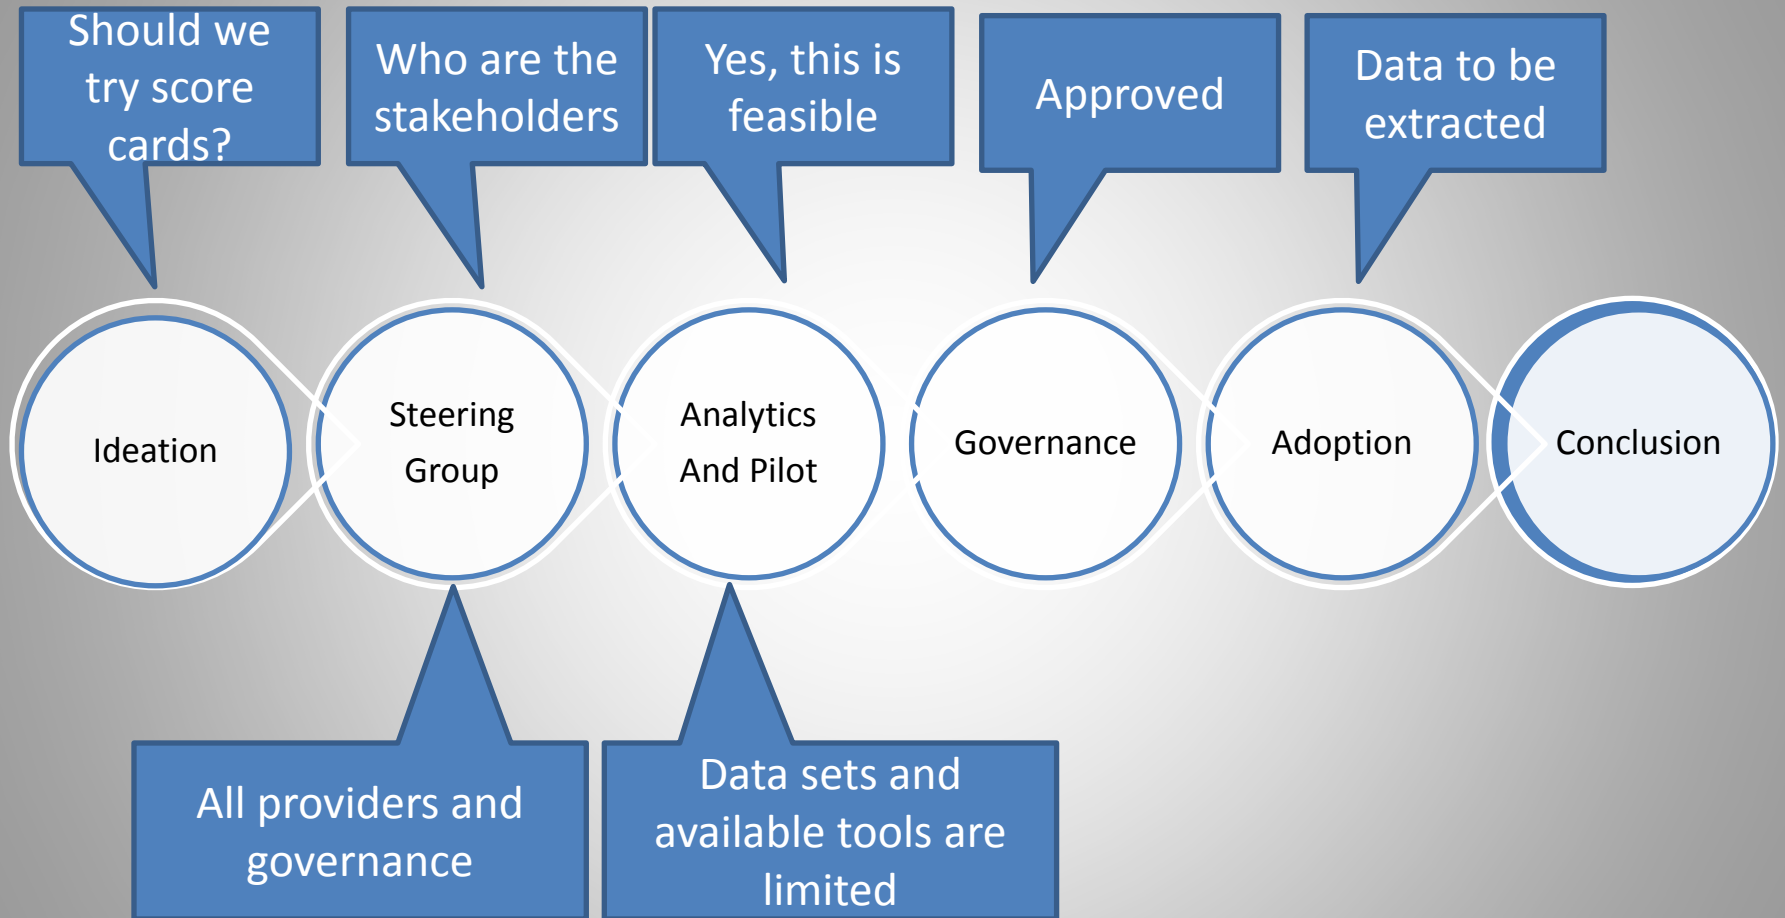 Should we
try score
cards?
Who are the
stakeholders
Yes, this is
feasible
Approved
Data to be
extracted
Ideation
Steering
Group
Analytics
And Pilot
Governance
Adoption
Conclusion
All providers and
governance
Data sets and
available tools are
limited